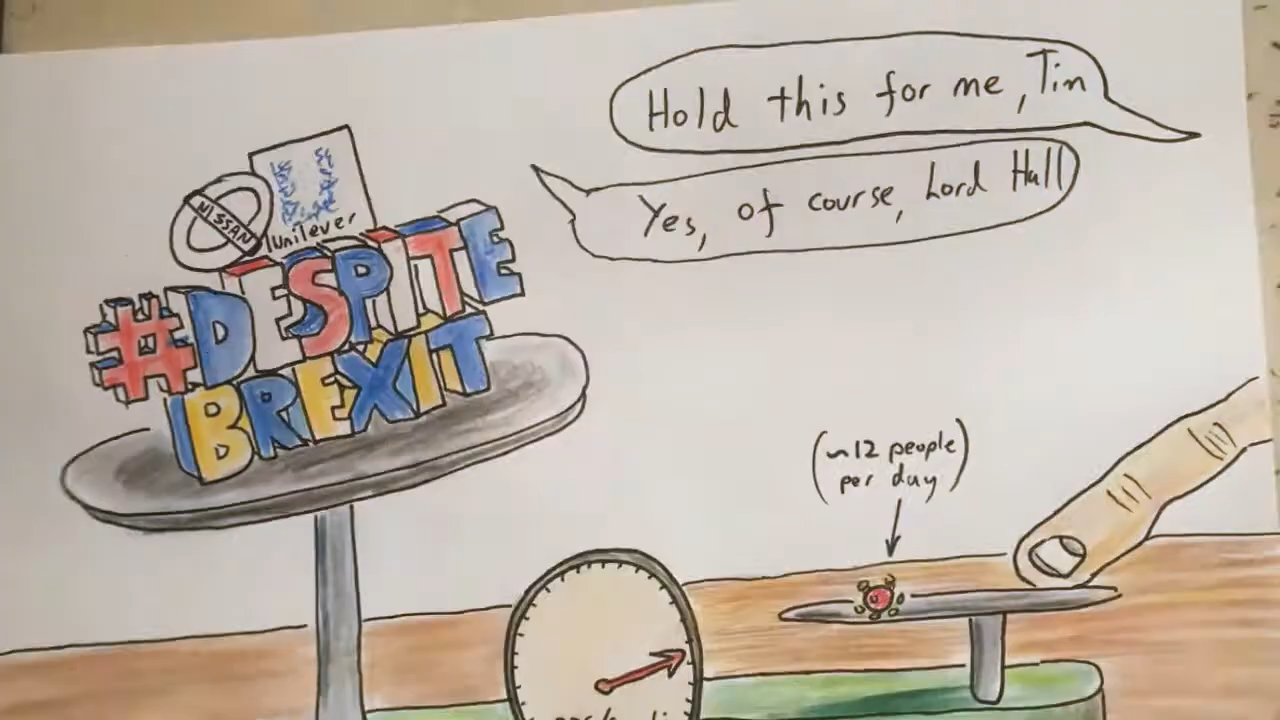 Hold this for me, Tim
Yes, of course, Lord Hall
NISSAN
Unilever
#DESPITE
BREXIT
(~12 people
per day)